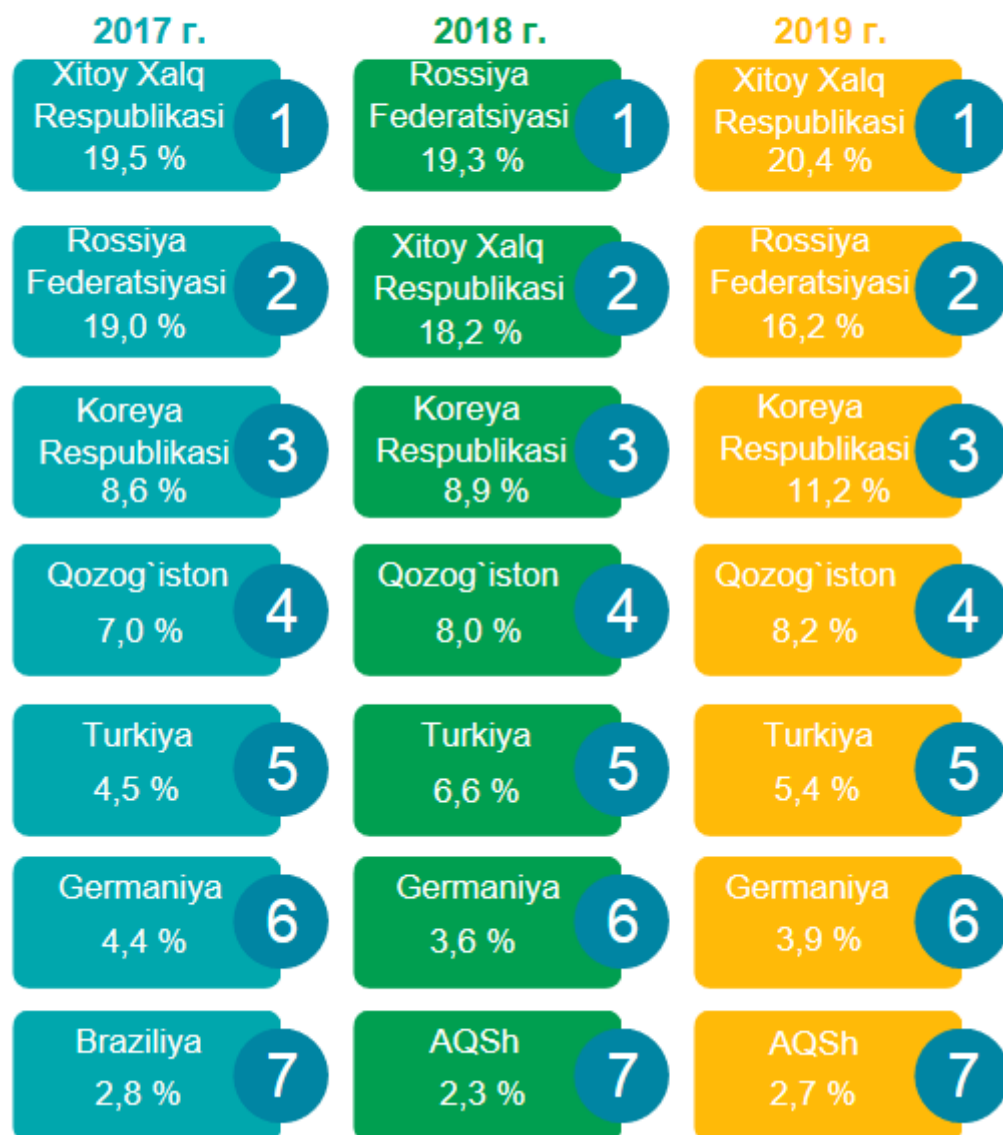 2017 г.
Xitoy Xalq
Respublikasi
19,5 %
1
Rossiya
Federatsiyasi
19,0 %
2
Koreya
Respublikasi
8,6 %
3
Qozog`iston
7,0 %
4
Turkiya
4,5 %
5
Germaniya
4,4 %
6
Braziliya
2,8 %
7
2018 г.
Rossiya
Federatsiyasi
19,3 %
1
Xitoy Xalq
Respublikasi
18,2 %
2
Koreya
Respublikasi
8,9 %
3
Qozog`iston
8,0 %
4
Turkiya
6,6 %
5
Germaniya
3,6 %
6
AQSh
2,3 %
7
2019 г.
Xitoy Xalq
Respublikasi
20,4 %
1
Rossiya
Federatsiyasi
16,2 %
2
Koreya
Respublikasi
11,2 %
3
Qozog`iston
8,2 %
4
Turkiya
5,4 %
5
Germaniya
3,9 %
6
AQSh
2,7 %
7